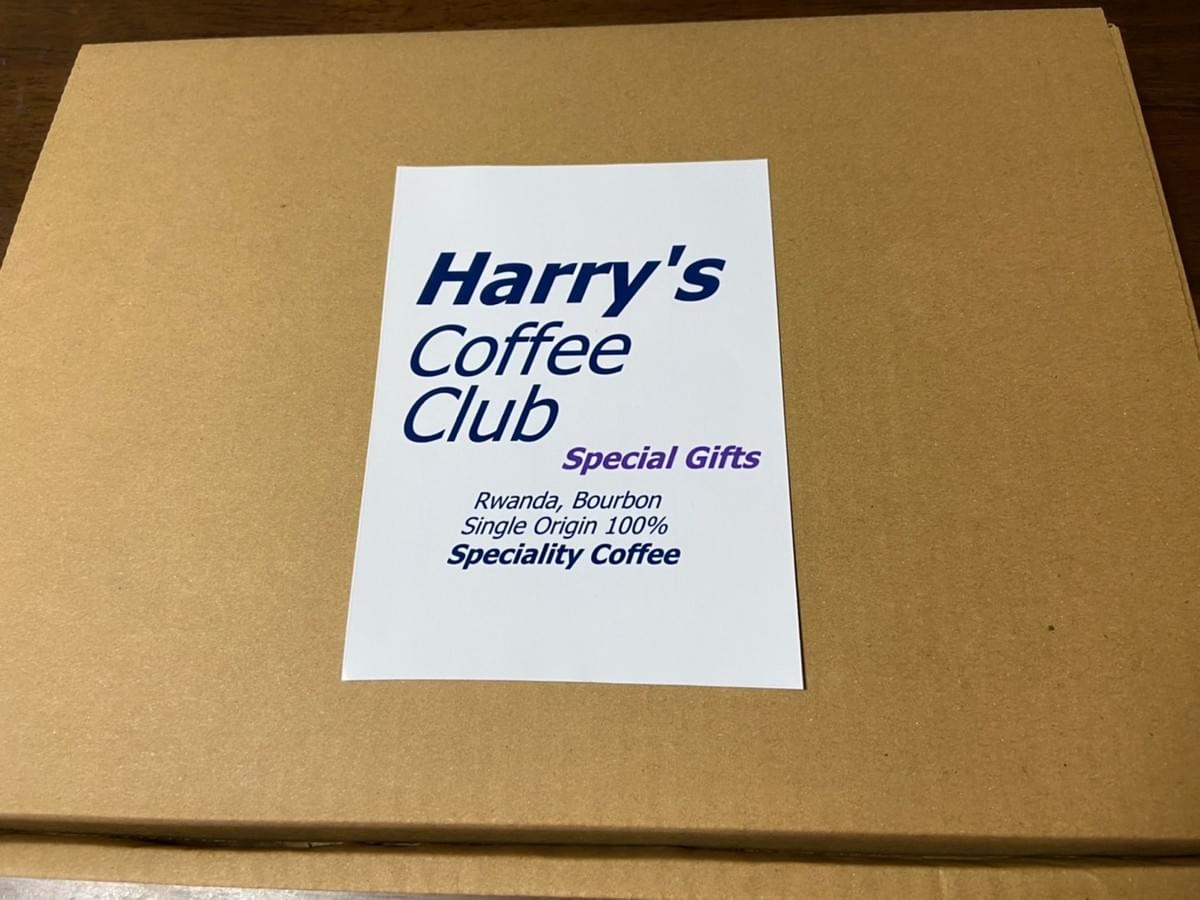 Harry's
Coffee
Club
Special Gifts
Rwanda, Bourbon
Single Origin 100%
Speciality Coffee